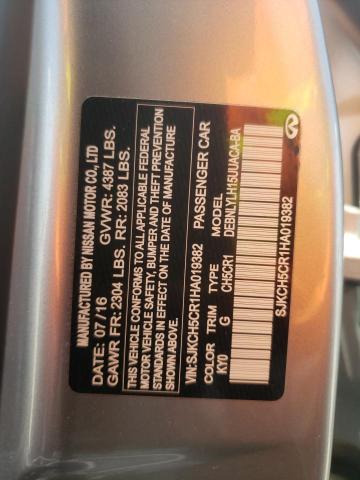 MANUFACTURED BY NISSAN MOTOR CO, LTD
DATE: 07/16 GVWR: 4387 LBS.
GAWR FR: 2304 LBS. RR: 2083 LBS.
THIS VEHICLE CONFORMS TO ALL APPLICABLE FEDERAL
MOTOR VEHICLE SAFETY, BUMPER AND THEFT PREVENTION
STANDARDS IN EFFECT ON THE DATE OF MANUFACTURE
SHOWN ABOVE.
VIN: SJKCH5CR1HA019382 PASSENGER CAR
COLOR TRIM TYPE MODEL
KY0 G CH5CR1 DEBNLYLH15UUACA-BA
SJKCH5CR1HA019382